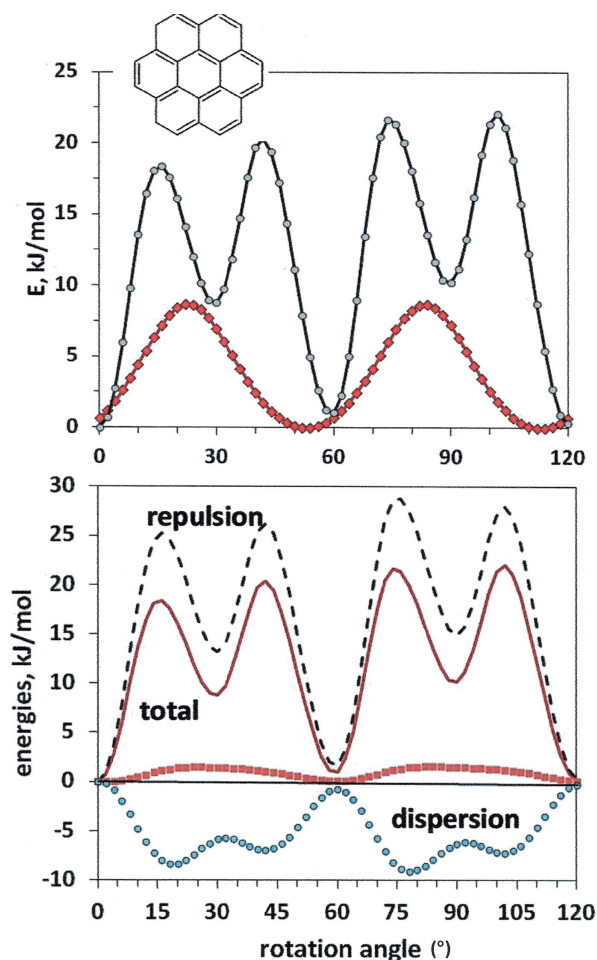 25
20
15
10
5
0
E, kJ/mol
0 30 60 90 120
30
25
20
15
10
5
0
-5
-10
energies, kJ/mol
repulsion
total
dispersion
0 15 30 45 60 75 90 105 120
rotation angle (°)